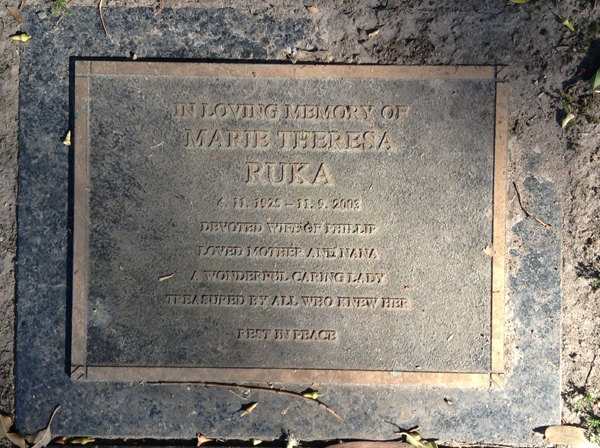 IN LOVING MEMORY OF
MARIE THERESA
RUKA
6. 11. 1925 – 11. 9. 2003
DEVOTED WIFE OF PHILLIP
LOVED MOTHER AND NANA
A WONDERFUL CARING LADY
TREASURED BY ALL WHO KNEW HER
REST IN PEACE